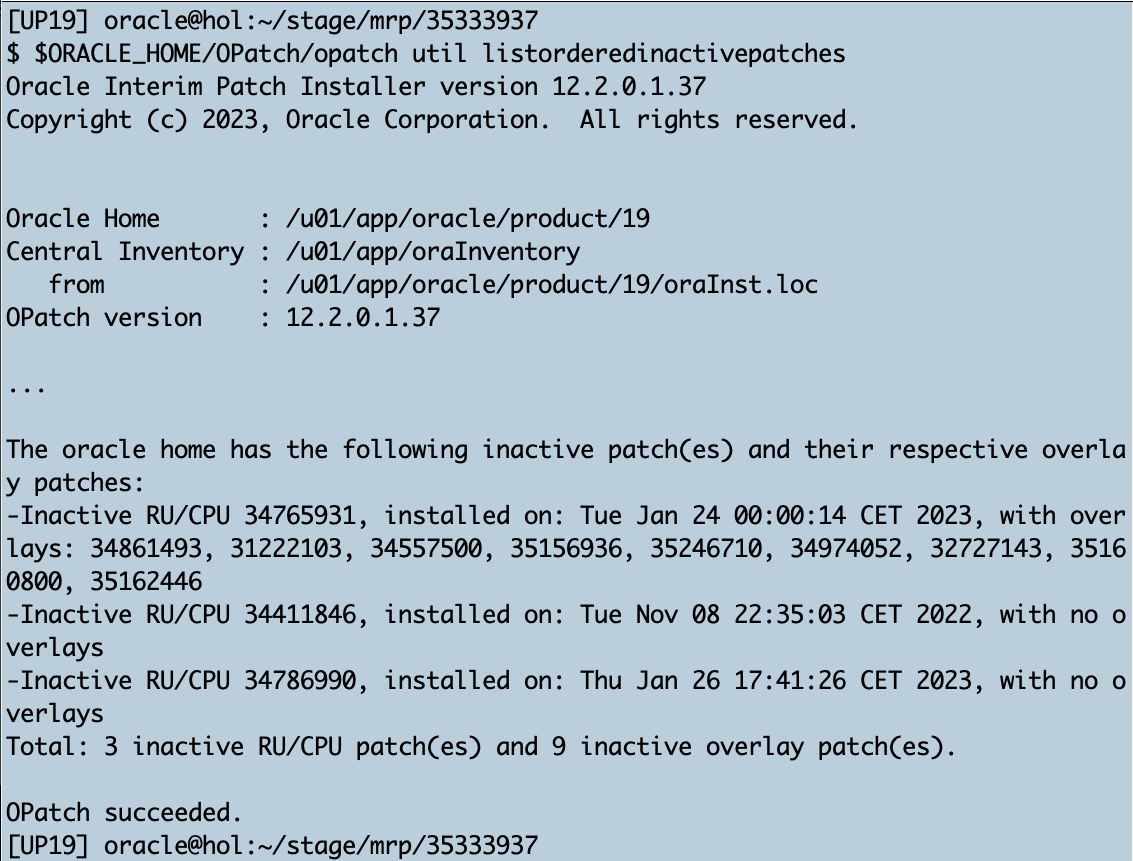 [UP19] oracle@hol:~/stage/mrp/35333937
$ $ORACLE_HOME/OPatch/opatch util listorderedinactivepatches
Oracle Interim Patch Installer version 12.2.0.1.37
Copyright (c) 2023, Oracle Corporation.  All rights reserved.
Oracle Home       : /u01/app/oracle/product/19
Central Inventory : /u01/app/oraInventory
   from           : /u01/app/oracle/product/19/oraInst.loc
OPatch version    : 12.2.0.1.37
...
The oracle home has the following inactive patch(es) and their respective overla
y patches:
-Inactive RU/CPU 34765931, installed on: Tue Jan 24 00:00:14 CET 2023, with over
lays: 34861493, 31222103, 34557500, 35156936, 35246710, 34974052, 32727143, 3516
0800, 35162446
-Inactive RU/CPU 34411846, installed on: Tue Nov 08 22:35:03 CET 2022, with no o
verlays
-Inactive RU/CPU 34786990, installed on: Thu Jan 26 17:41:26 CET 2023, with no o
verlays
Total: 3 inactive RU/CPU patch(es) and 9 inactive overlay patch(es).
OPatch succeeded.
[UP19] oracle@hol:~/stage/mrp/35333937